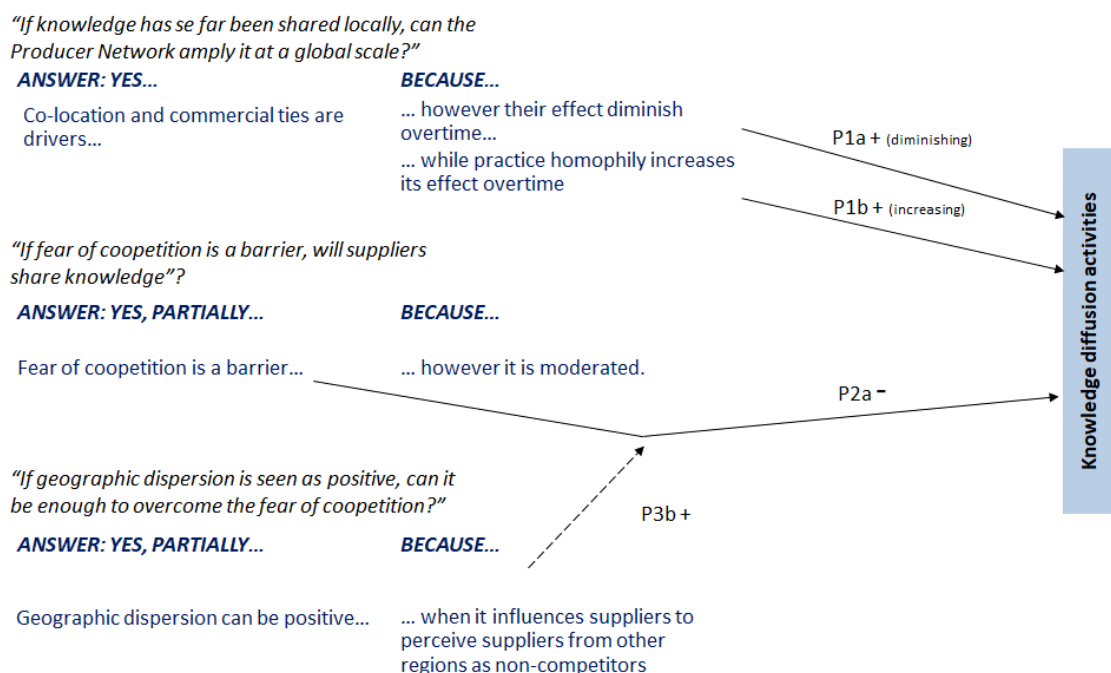 “If knowledge has se far been shared locally, can the
Producer Network amply it at a global scale?”
ANSWER: YES...
BECAUSE...
Co-location and commercial ties are
drivers...
... however their effect diminish
overtime...
... while practice homophily increases
its effect overtime
P1a + (diminishing)
P1b + (increasing)
“If fear of coopetition is a barrier, will suppliers
share knowledge”?
ANSWER: YES, PARTIALLY...
BECAUSE...
Fear of coopetition is a barrier...
... however it is moderated.
P2a -
“If geographic dispersion is seen as positive, can it
be enough to overcome the fear of coopetition?”
P3b +
ANSWER: YES, PARTIALLY...
BECAUSE...
Geographic dispersion can be positive...
... when it influences suppliers to
perceive suppliers from other
regions as non-competitors
Knowledge diffusion activities